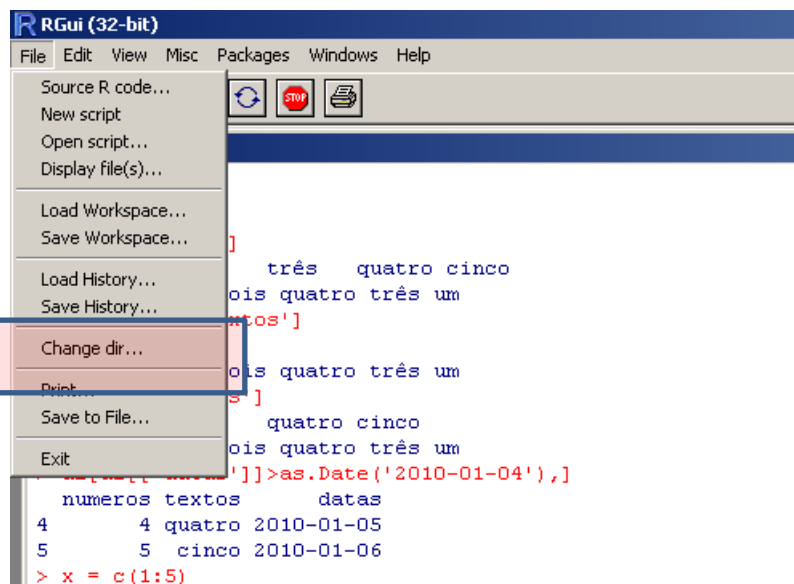 RGui (32-bit)
File Edit View Misc Packages Windows Help
Source R code...
New script
STOP
Open script...
Display file(s)...
Load Workspace...
Save Workspace...
]
Load History...
três quatro cinco
Save History...
ois quatro três um
tos']
Change dir...
ois quatro três um
Print...
s']
Save to File...
quatro cinco
ois quatro três um
Exit
']]>as.Date('2010-01-04'),]
numeros textos datas
4 4 quatro 2010-01-05
5 5 cinco 2010-01-06
> x = c(1:5)